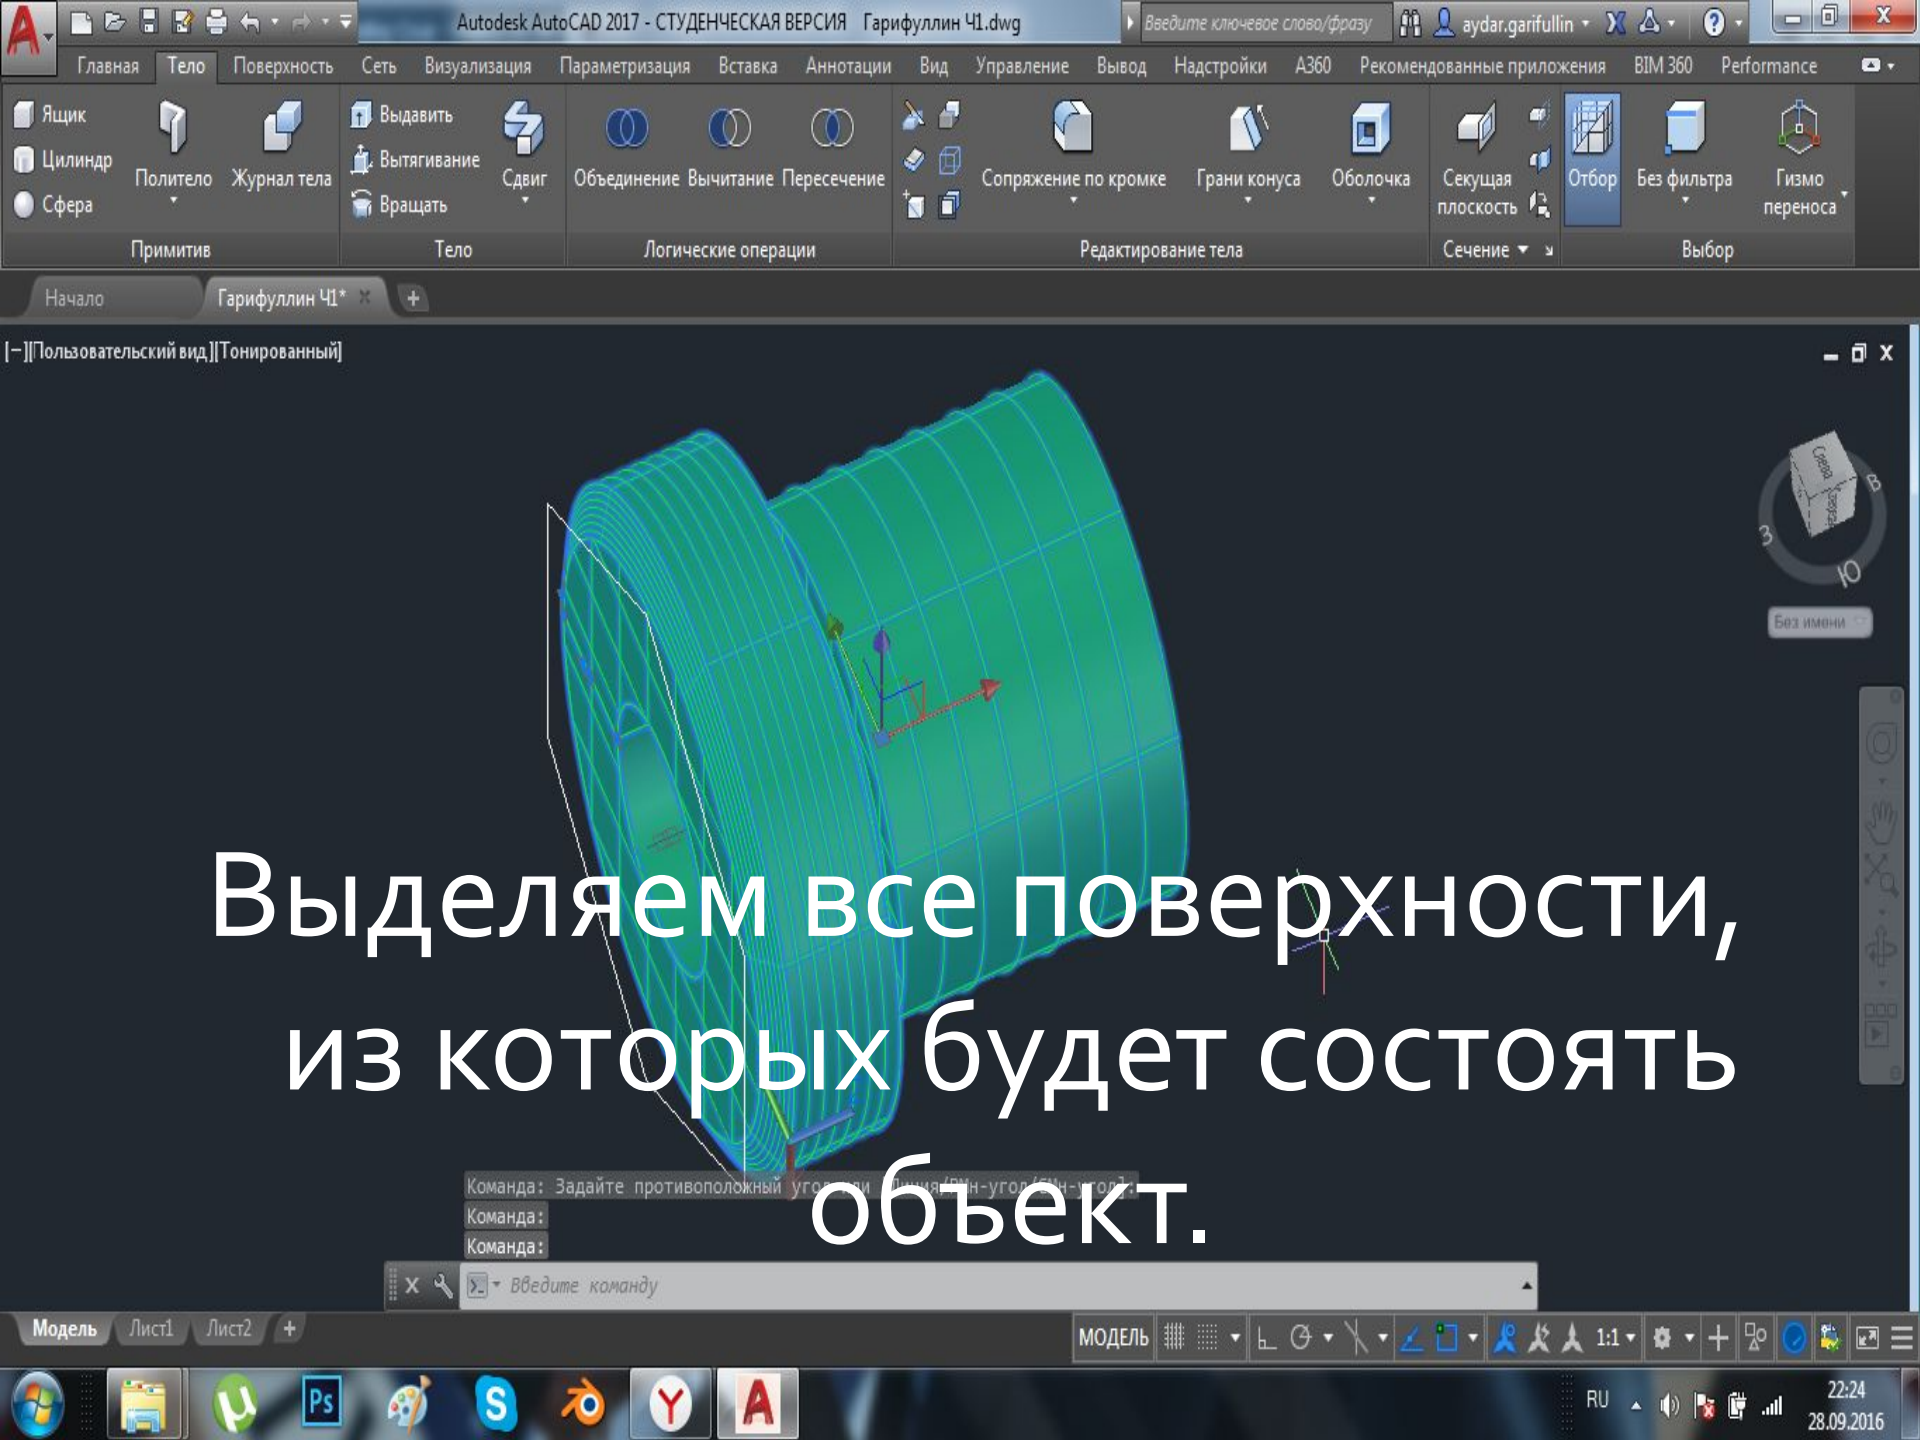 Autodesk AutoCAD 2017 - СТУДЕНЧЕСКАЯ ВЕРСИЯ Гарифуллин Ч1.dwg
Введите ключевое слово/фразу
aydar.garifullin
Главная Тело Поверхность Сеть Визуализация Параметризация Вставка Аннотации Вид Управление Вывод Надстройки A360 Рекомендованные приложения BIM 360 Performance
Ящик
Цилиндр
Сфера
Политело
Журнал тела
Выдавить
Вытягивание
Вращать
Сдвиг
Объединение Вычитание Пересечение
Сопряжение по кромке
Грани конуса
Оболочка
Секущая
плоскость
Отбор
Без фильтра
Гизмо
переноса
Примитив Тело Логические операции Редактирование тела Сечение Выбор
Начало Гарифуллин Ч1*
[−][Пользовательский вид][Тонированный]
Слева
В
З
Ю
Без имени
Выделяем все поверхности,
из которых будет состоять
объект.
Команда: Задайте противоположный угол или
Команда:
Команда:
Введите команду
Модель Лист1 Лист2
МОДЕЛЬ
1:1
Ps
RU
22:24
28.09.2016